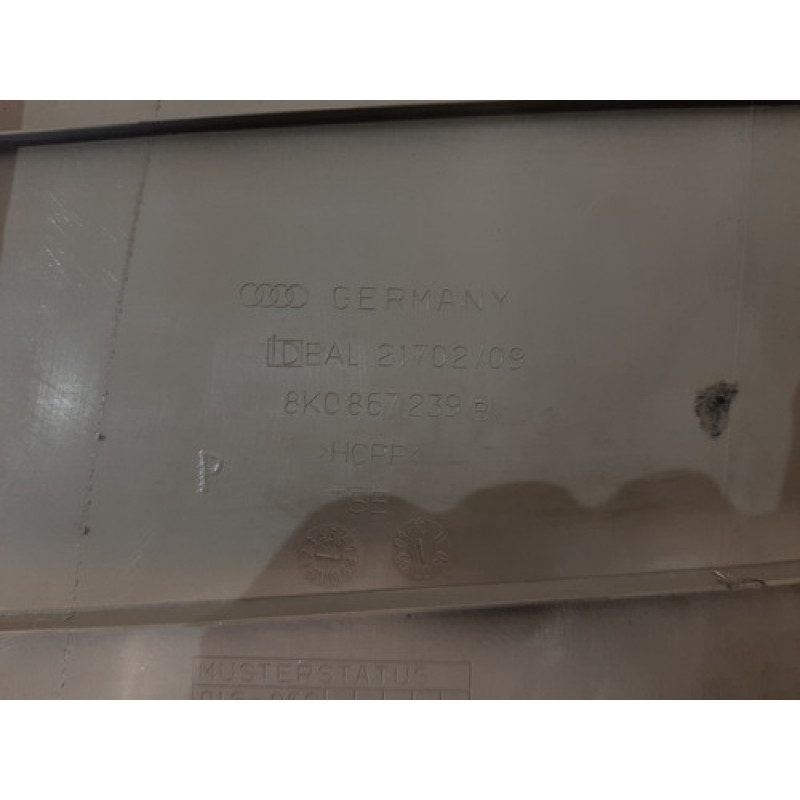 GERMANY
IDEAL 21702/09
8K0 867 239 B
P >HCPP<
MUSTERSTATUS